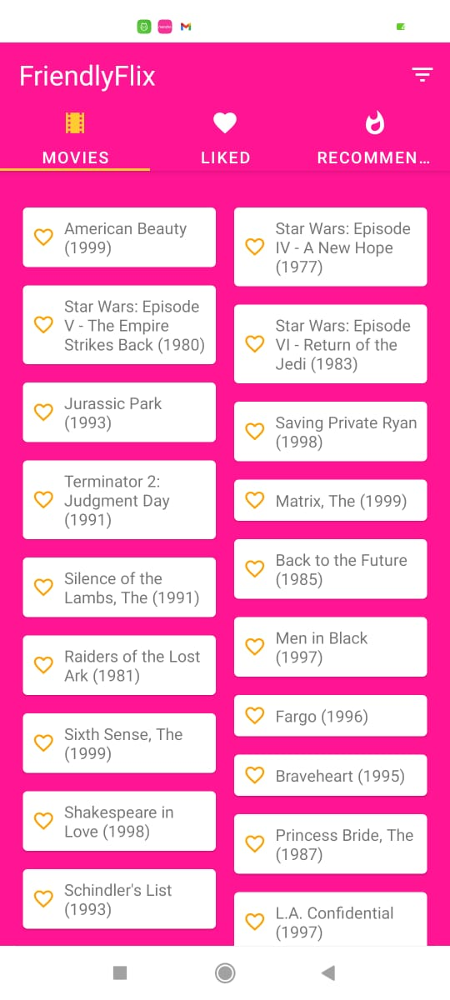 FriendlyFlix
MOVIES
LIKED
RECOMMEN...
American Beauty
(1999)
Star Wars: Episode
V - The Empire
Strikes Back (1980)
Jurassic Park
(1993)
Terminator 2:
Judgment Day
(1991)
Silence of the
Lambs, The (1991)
Raiders of the Lost
Ark (1981)
Sixth Sense, The
(1999)
Shakespeare in
Love (1998)
Schindler's List
(1993)
Star Wars: Episode
IV - A New Hope
(1977)
Star Wars: Episode
VI - Return of the
Jedi (1983)
Saving Private Ryan
(1998)
Matrix, The (1999)
Back to the Future
(1985)
Men in Black
(1997)
Fargo (1996)
Braveheart (1995)
Princess Bride, The
(1987)
L.A. Confidential
(1997)